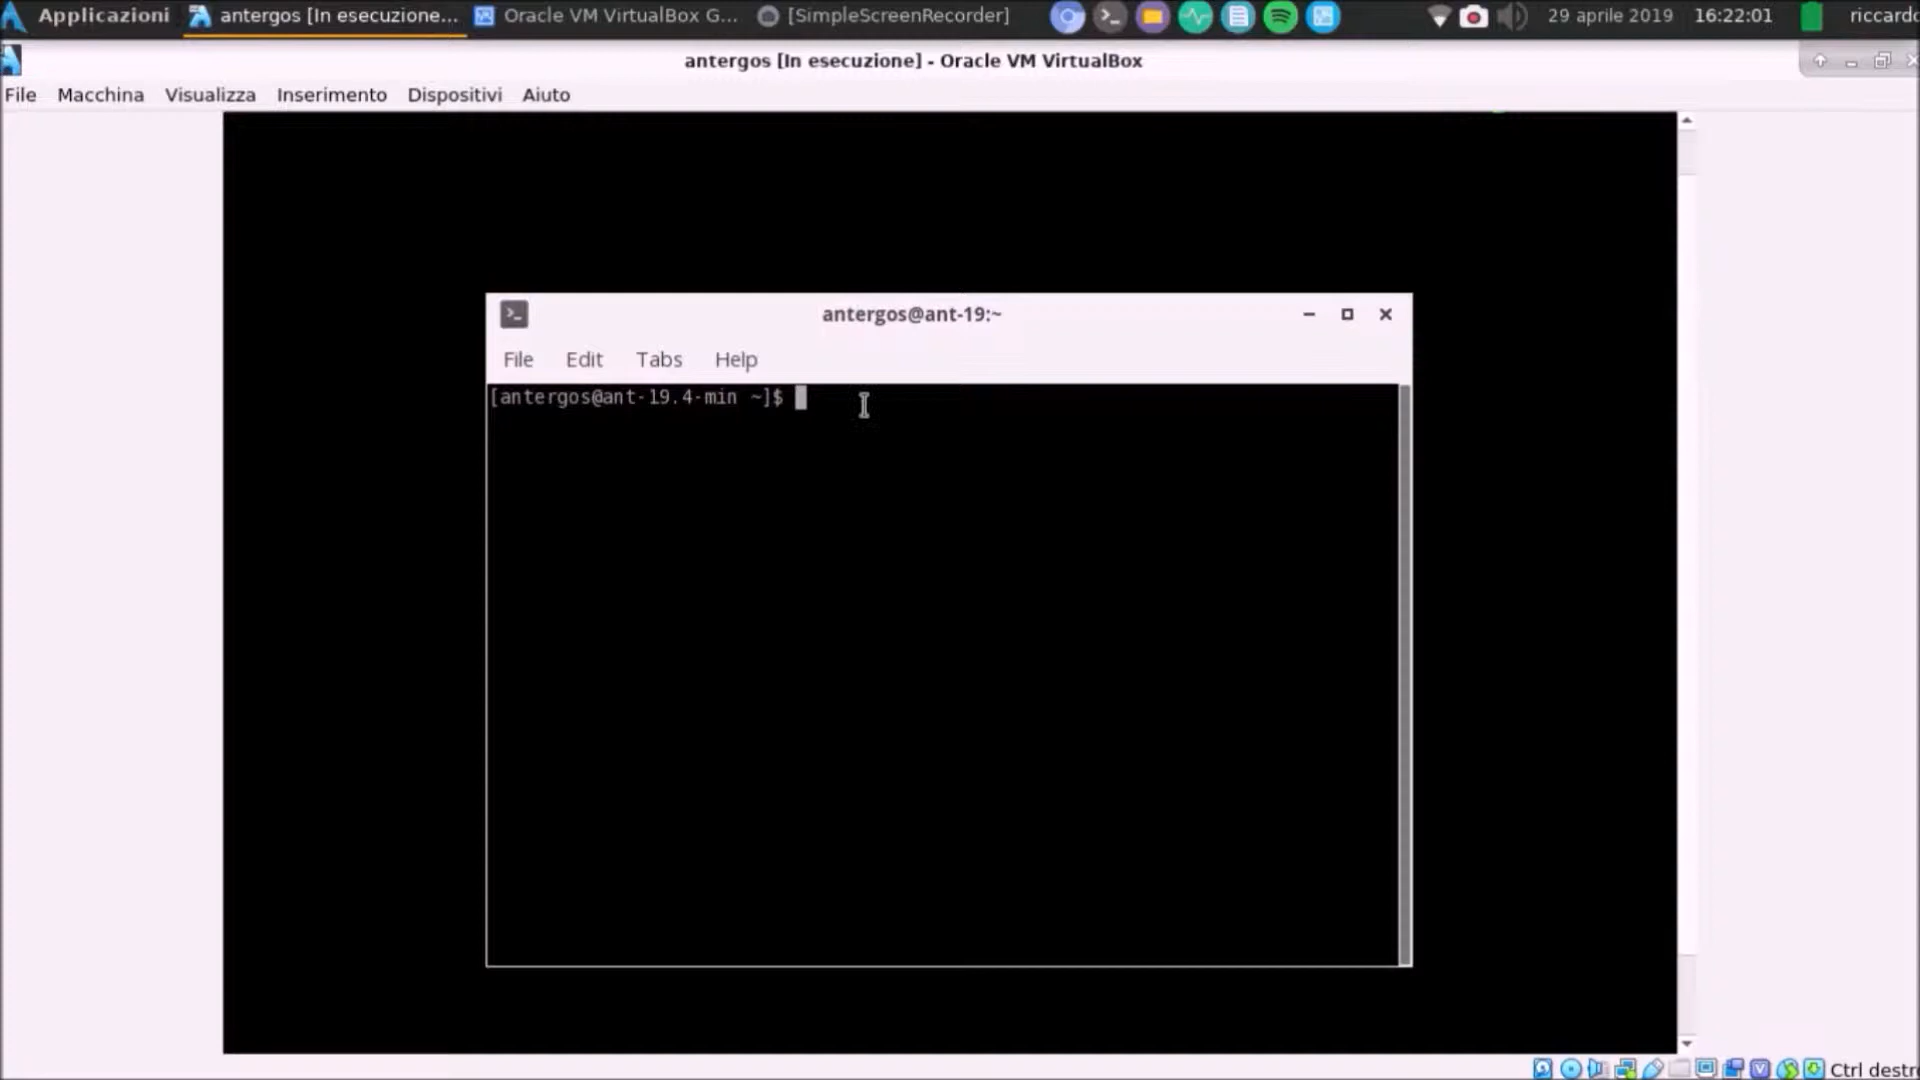 Applicazioni antergos [In esecuzione... Oracle VM VirtualBox G... [SimpleScreenRecorder] 29 aprile 2019 16:22:01 riccardo
antergos [In esecuzione] - Oracle VM VirtualBox
File Macchina Visualizza Inserimento Dispositivi Aiuto
antergos@ant-19:~
File Edit Tabs Help
[antergos@ant-19.4-min ~]$
Ctrl destro